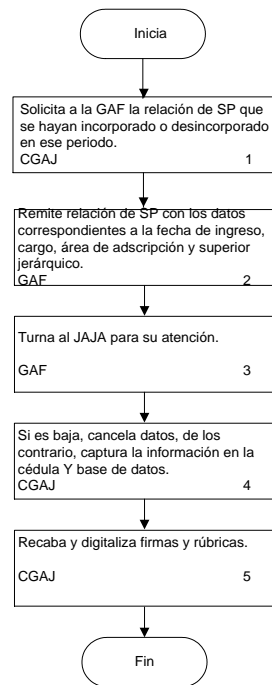 Inicia
Solicita a la GAF la relación de SP que
se hayan incorporado o desincorporado
en ese periodo.
CGAJ 1
Remite relación de SP con los datos
correspondientes a la fecha de ingreso,
cargo, área de adscripción y superior
jerárquico.
GAF 2
Turna al JAJA para su atención.
GAF 3
Si es baja, cancela datos, de los
contrario, captura la información en la
cédula Y base de datos.
CGAJ 4
Recaba y digitaliza firmas y rúbricas.
CGAJ 5
Fin